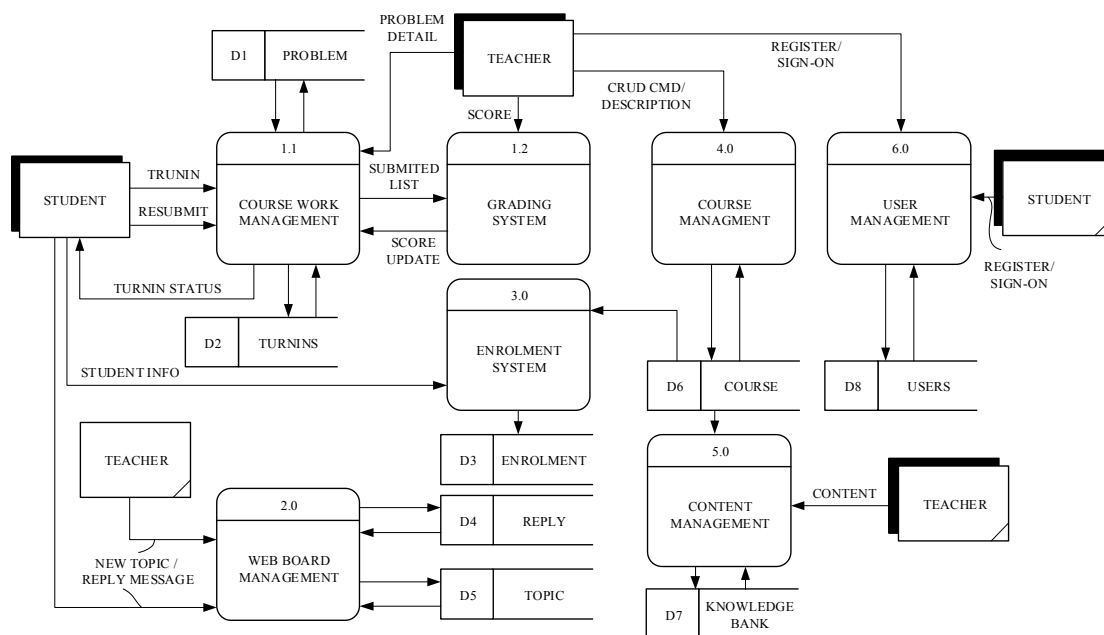 PROBLEM
DETAIL
D1
PROBLEM
TEACHER
REGISTER/
SIGN-ON
CRUD CMD/
DESCRIPTION
SCORE
1.1
COURSE WORK
MANAGEMENT
1.2
GRADING
SYSTEM
4.0
COURSE
MANAGMENT
6.0
USER
MANAGEMENT
STUDENT
TRUNIN
RESUBMIT
SUBMITED
LIST
SCORE
UPDATE
STUDENT
REGISTER/
SIGN-ON
TURNIN STATUS
D2
TURNINS
3.0
ENROLMENT
SYSTEM
STUDENT INFO
D6
COURSE
D8
USERS
TEACHER
D3
ENROLMENT
5.0
CONTENT
MANAGEMENT
CONTENT
TEACHER
2.0
WEB BOARD
MANAGEMENT
D4
REPLY
NEW TOPIC /
REPLY MESSAGE
D5
TOPIC
D7
KNOWLEDGE
BANK